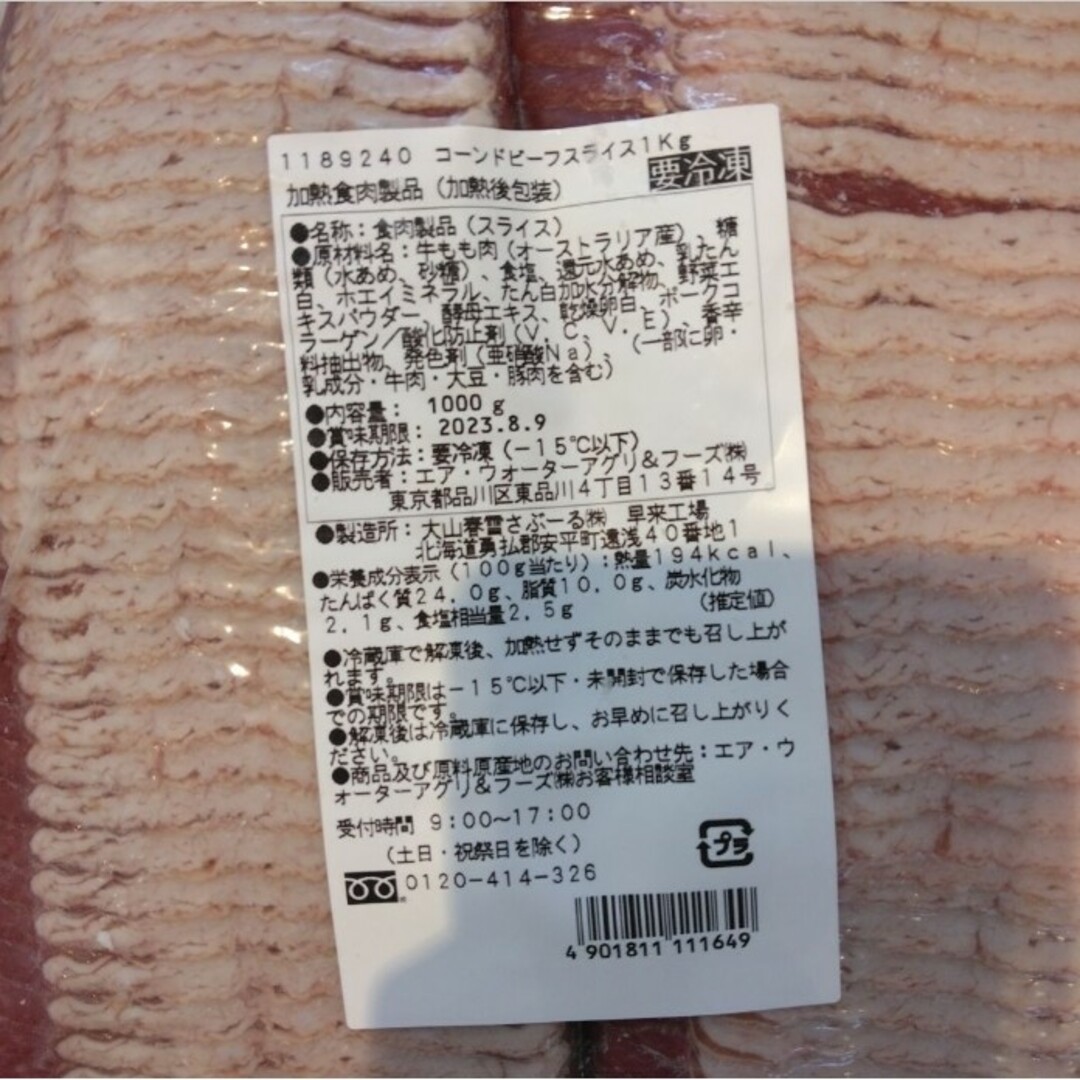 1189240 コーンドビーフスライス1Kg
要冷凍
加熱食肉製品（加熱後包装）
●名称：食肉製品（スライス）
●原材料名：牛もも肉（オーストラリア産）、糖
類（水あめ、砂糖）、食塩、還元水あめ、乳たん
白、ホエイミネラル、たん白加水分解物、野菜エ
キスパウダー、酵母エキス、乾燥卵白、ポークコ
ラーゲン／酸化防止剤（V．C、V．E）、香辛
料抽出物、発色剤（亜硝酸Na）、（一部に卵・
乳成分・牛肉・大豆・豚肉を含む）
●内容量： 1000 g
●賞味期限： 2023.8.9
●保存方法：要冷凍（－15℃以下）
●販売者：エア・ウォーターアグリ＆フーズ㈱
東京都品川区東品川4丁目13番14号
●製造所：大山春雪さぶーる㈱ 早来工場
北海道勇払郡安平町遠浅40番地1
●栄養成分表示（100g当たり）：熱量194kcal、
たんぱく質24．0g、脂質10．0g、炭水化物
2．1g、食塩相当量2．5g （推定値）
●冷蔵庫で解凍後、加熱せずそのままでも召し上が
れます。
●賞味期限は－15℃以下・未開封で保存した場合
での期限です。
●解凍後は冷蔵庫に保存し、お早めに召し上がりく
ださい。
●商品及び原料原産地のお問い合わせ先：エア・ウ
ォーターアグリ＆フーズ㈱お客様相談室
受付時間 9：00～17：00
（土日・祝祭日を除く）
0120-414-326
プラ
4 901811 111649